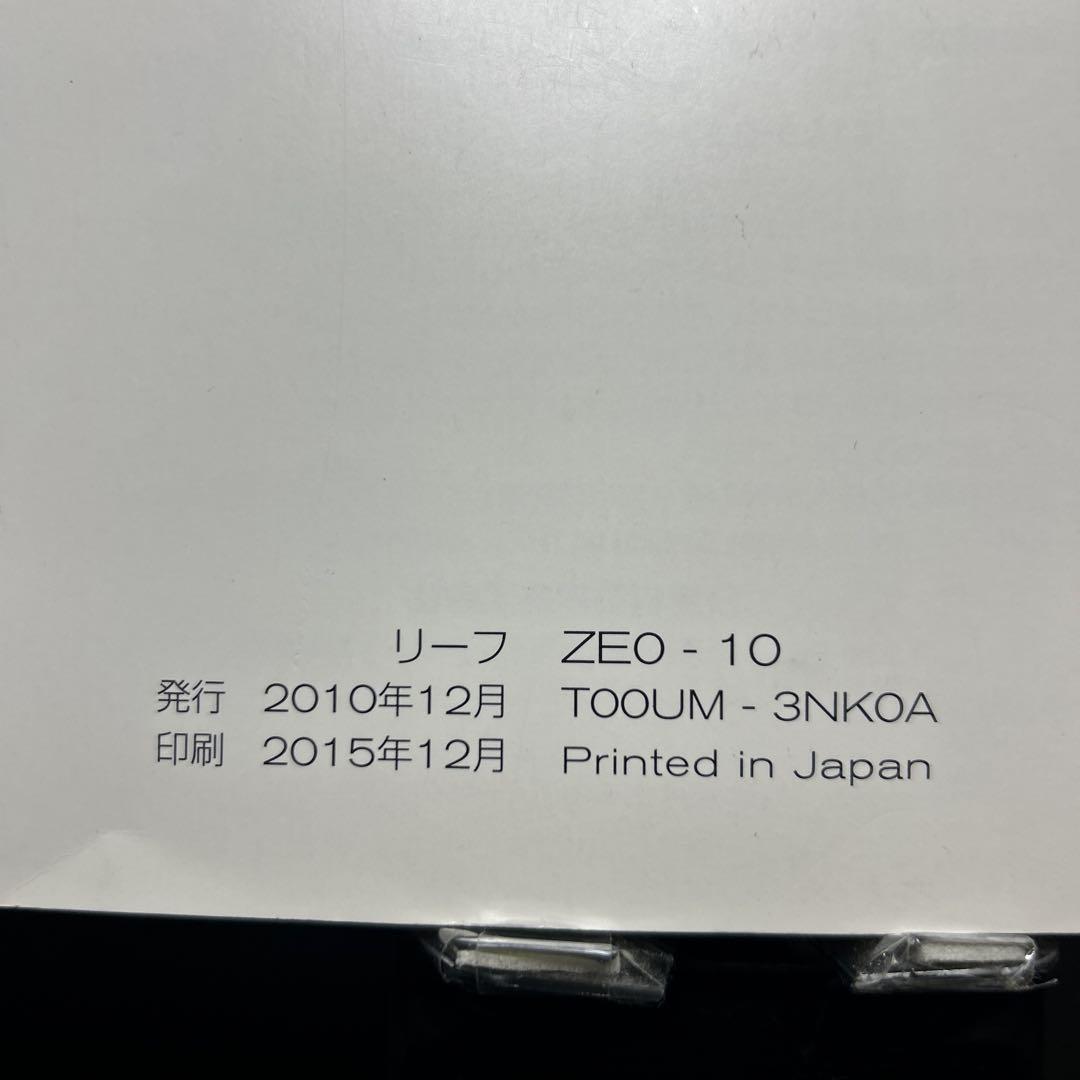 リーフ ZE0 - 10
発行 2010年12月 T00UM - 3NK0A
印刷 2015年12月 Printed in Japan